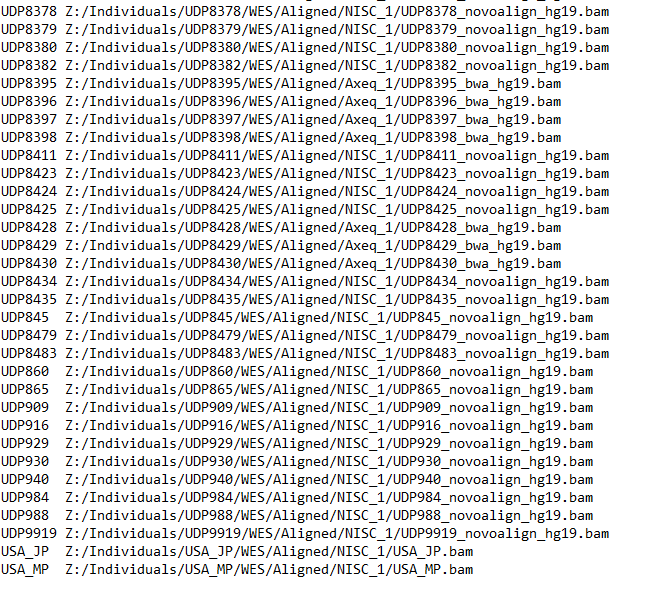 UDP8378 Z:/Individuals/UDP8378/WES/Aligned/NISC_1/UDP8378_novoalign_hg19.bam
UDP8379 Z:/Individuals/UDP8379/WES/Aligned/NISC_1/UDP8379_novoalign_hg19.bam
UDP8380 Z:/Individuals/UDP8380/WES/Aligned/NISC_1/UDP8380_novoalign_hg19.bam
UDP8382 Z:/Individuals/UDP8382/WES/Aligned/NISC_1/UDP8382_novoalign_hg19.bam
UDP8395 Z:/Individuals/UDP8395/WES/Aligned/Axeq_1/UDP8395_bwa_hg19.bam
UDP8396 Z:/Individuals/UDP8396/WES/Aligned/Axeq_1/UDP8396_bwa_hg19.bam
UDP8397 Z:/Individuals/UDP8397/WES/Aligned/Axeq_1/UDP8397_bwa_hg19.bam
UDP8398 Z:/Individuals/UDP8398/WES/Aligned/Axeq_1/UDP8398_bwa_hg19.bam
UDP8411 Z:/Individuals/UDP8411/WES/Aligned/NISC_1/UDP8411_novoalign_hg19.bam
UDP8423 Z:/Individuals/UDP8423/WES/Aligned/NISC_1/UDP8423_novoalign_hg19.bam
UDP8424 Z:/Individuals/UDP8424/WES/Aligned/NISC_1/UDP8424_novoalign_hg19.bam
UDP8425 Z:/Individuals/UDP8425/WES/Aligned/NISC_1/UDP8425_novoalign_hg19.bam
UDP8428 Z:/Individuals/UDP8428/WES/Aligned/Axeq_1/UDP8428_bwa_hg19.bam
UDP8429 Z:/Individuals/UDP8429/WES/Aligned/Axeq_1/UDP8429_bwa_hg19.bam
UDP8430 Z:/Individuals/UDP8430/WES/Aligned/Axeq_1/UDP8430_bwa_hg19.bam
UDP8434 Z:/Individuals/UDP8434/WES/Aligned/NISC_1/UDP8434_novoalign_hg19.bam
UDP8435 Z:/Individuals/UDP8435/WES/Aligned/NISC_1/UDP8435_novoalign_hg19.bam
UDP845 Z:/Individuals/UDP845/WES/Aligned/NISC_1/UDP845_novoalign_hg19.bam
UDP8479 Z:/Individuals/UDP8479/WES/Aligned/NISC_1/UDP8479_novoalign_hg19.bam
UDP8483 Z:/Individuals/UDP8483/WES/Aligned/NISC_1/UDP8483_novoalign_hg19.bam
UDP860 Z:/Individuals/UDP860/WES/Aligned/NISC_1/UDP860_novoalign_hg19.bam
UDP865 Z:/Individuals/UDP865/WES/Aligned/NISC_1/UDP865_novoalign_hg19.bam
UDP909 Z:/Individuals/UDP909/WES/Aligned/NISC_1/UDP909_novoalign_hg19.bam
UDP916 Z:/Individuals/UDP916/WES/Aligned/NISC_1/UDP916_novoalign_hg19.bam
UDP929 Z:/Individuals/UDP929/WES/Aligned/NISC_1/UDP929_novoalign_hg19.bam
UDP930 Z:/Individuals/UDP930/WES/Aligned/NISC_1/UDP930_novoalign_hg19.bam
UDP940 Z:/Individuals/UDP940/WES/Aligned/NISC_1/UDP940_novoalign_hg19.bam
UDP984 Z:/Individuals/UDP984/WES/Aligned/NISC_1/UDP984_novoalign_hg19.bam
UDP988 Z:/Individuals/UDP988/WES/Aligned/NISC_1/UDP988_novoalign_hg19.bam
UDP9919 Z:/Individuals/UDP9919/WES/Aligned/NISC_1/UDP9919_novoalign_hg19.bam
USA_JP Z:/Individuals/USA_JP/WES/Aligned/NISC_1/USA_JP.bam
USA_MP Z:/Individuals/USA_MP/WES/Aligned/NISC_1/USA_MP.bam